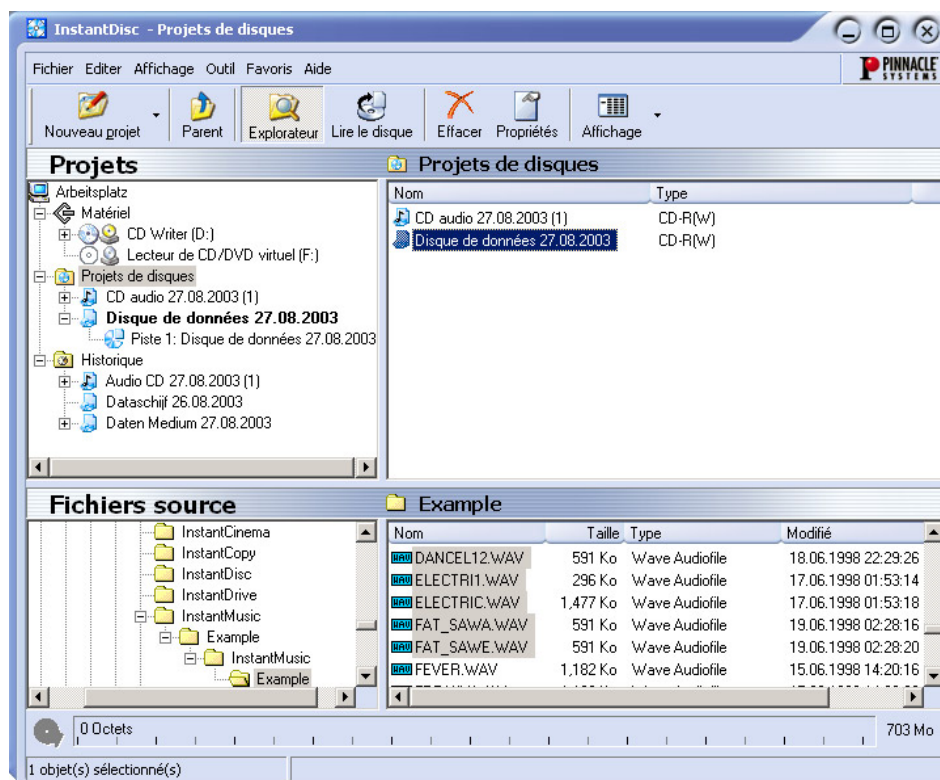 InstantDisc - Projets de disques
Fichier Editer Affichage Outil Favoris Aide
PINNACLE SYSTEMS
Nouveau projet Parent Explorateur Lire le disque Effacer Propriétés Affichage
Projets
Arbeitsplatz
Matériel
CD Writer (D:)
Lecteur de CD/DVD virtuel (F:)
Projets de disques
CD audio 27.08.2003 (1)
Disque de données 27.08.2003
Piste 1: Disque de données 27.08.2003
Historique
Audio CD 27.08.2003 (1)
Dataschijf 26.08.2003
Daten Medium 27.08.2003
Projets de disques
Nom Type
CD audio 27.08.2003 (1) CD-R(W)
Disque de données 27.08.2003 CD-R(W)
Fichiers source
InstantCinema
InstantCopy
InstantDisc
InstantDrive
InstantMusic
Example
InstantMusic
Example
Example
Nom Taille Type Modifié
WAV DANCEL12.WAV 591 Ko Wave Audiofile 18.06.1998 22:29:26
WAV ELECTRI1.WAV 296 Ko Wave Audiofile 17.06.1998 01:53:14
WAV ELECTRIC.WAV 1,477 Ko Wave Audiofile 17.06.1998 01:53:18
WAV FAT_SAWA.WAV 591 Ko Wave Audiofile 19.06.1998 02:28:16
WAV FAT_SAWE.WAV 591 Ko Wave Audiofile 19.06.1998 02:28:20
WAV FEVER.WAV 1,182 Ko Wave Audiofile 15.06.1998 14:20:16
0 Octets 703 Mo
1 objet(s) sélectionné(s)